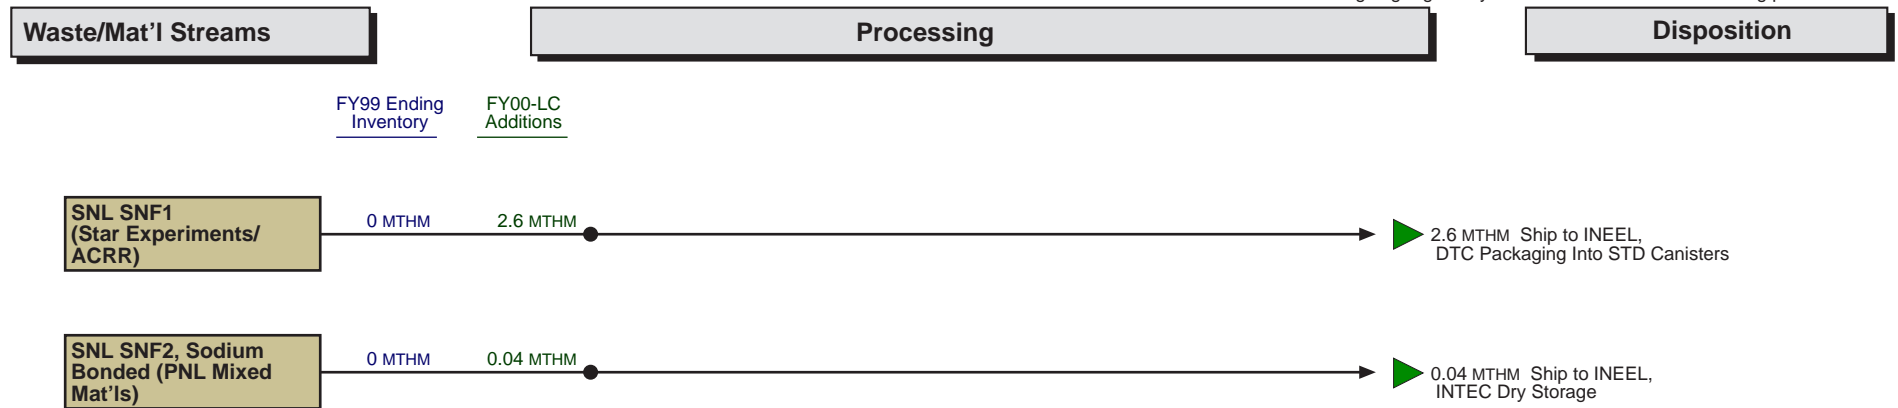 Waste/Mat'l Streams
Processing
Disposition
FY99 Ending
Inventory
FY00-LC
Additions
SNL SNF1
(Star Experiments/
ACRR)
0 MTHM
2.6 MTHM
2.6 MTHM Ship to INEEL,
DTC Packaging Into STD Canisters
SNL SNF2, Sodium
Bonded (PNL Mixed
Mat'ls)
0 MTHM
0.04 MTHM
0.04 MTHM Ship to INEEL,
INTEC Dry Storage